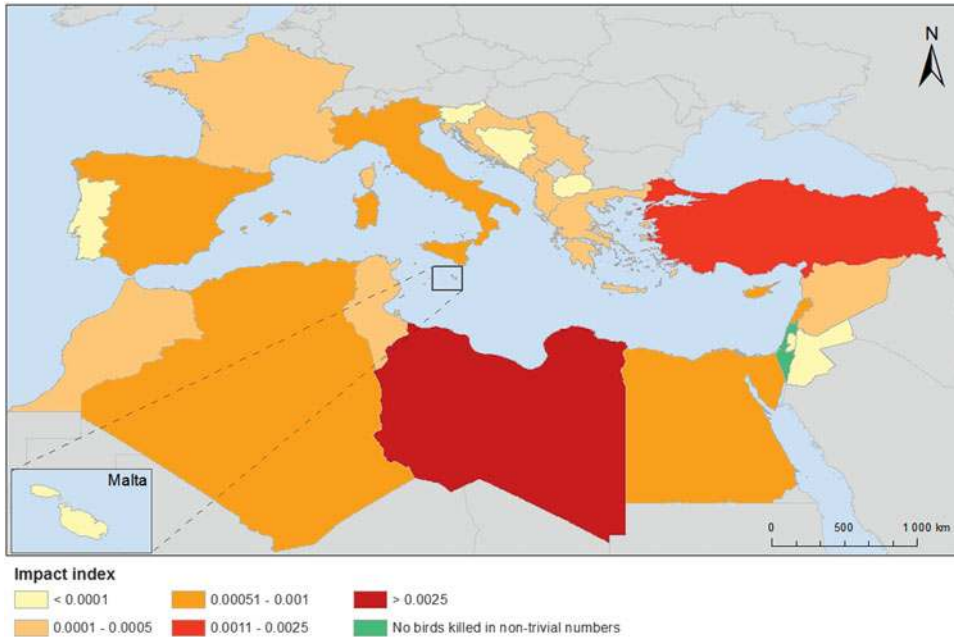 N
Malta
0 500 1 000 km
Impact index
< 0.0001
0.00051 - 0.001
> 0.0025
0.0001 - 0.0005
0.0011 - 0.0025
No birds killed in non-trivial numbers